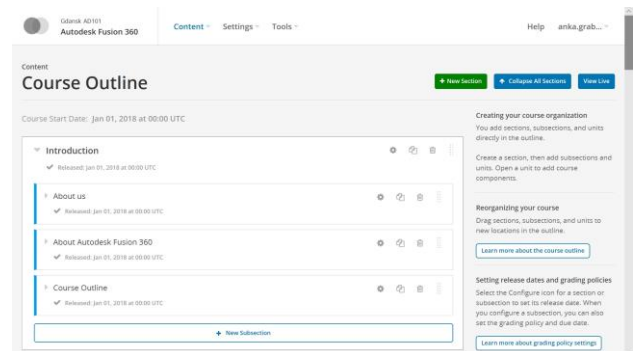 Gdansk AD101
Autodesk Fusion 360
Content
Settings
Tools
Help
anka.grab...
Content
Course Outline
+ New Section
Collapse All Sections
View Live
Course Start Date: Jan 01, 2018 at 00:00 UTC
Introduction
Released: Jan 01, 2018 at 00:00 UTC
About us
Released: Jan 01, 2018 at 00:00 UTC
About Autodesk Fusion 360
Released: Jan 01, 2018 at 00:00 UTC
Course Outline
Released: Jan 01, 2018 at 00:00 UTC
+ New Subsection
Creating your course organization
You add sections, subsections, and units
directly in the outline.
Create a section, then add subsections and
units. Open a unit to add course
components.
Reorganizing your course
Drag sections, subsections, and units to
new locations in the outline.
Learn more about the course outline
Setting release dates and grading policies
Select the Configure icon for a section or
subsection to set its release date. When
you configure a subsection, you can also
set the grading policy and due date.
Learn more about grading policy settings